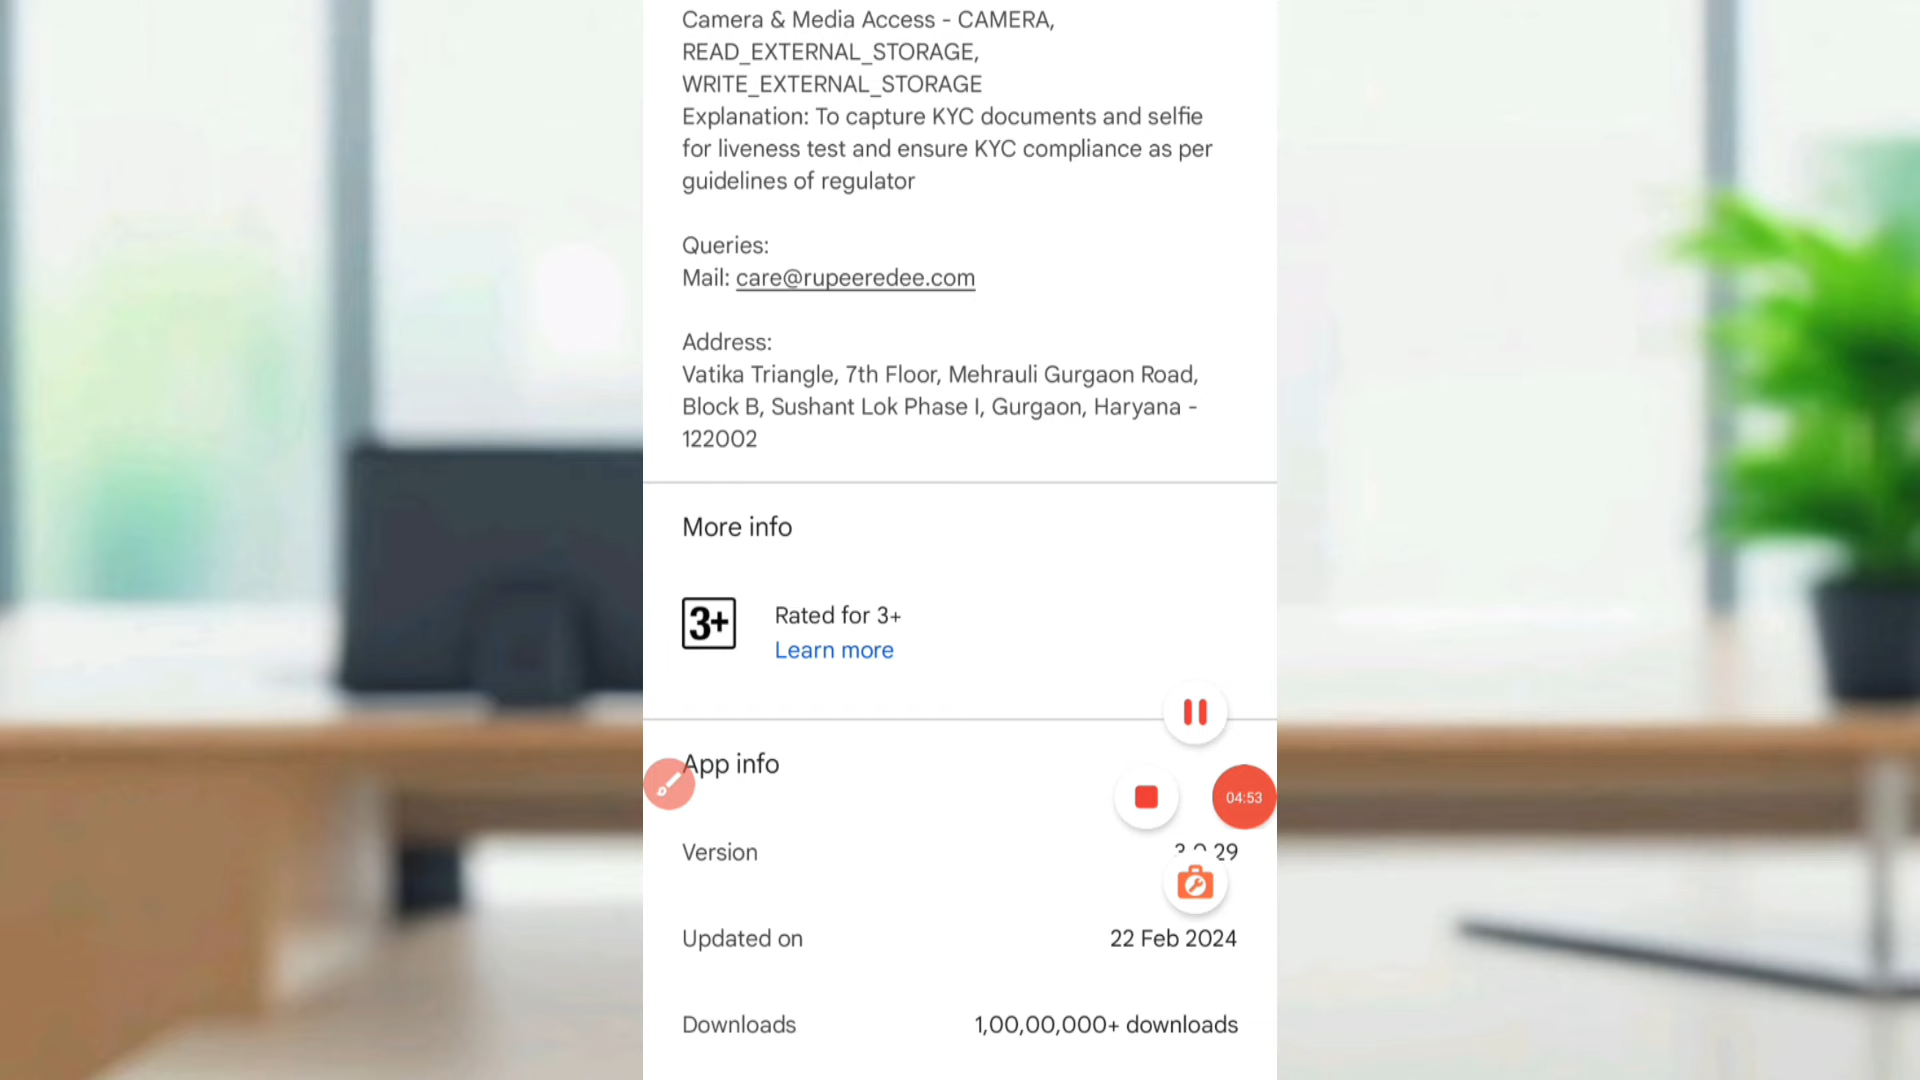 Camera & Media Access - CAMERA,
READ_EXTERNAL_STORAGE,
WRITE_EXTERNAL_STORAGE
Explanation: To capture KYC documents and selfie
for liveness test and ensure KYC compliance as per
guidelines of regulator
Queries:
Mail: care@rupeeredee.com
Address:
Vatika Triangle, 7th Floor, Mehrauli Gurgaon Road,
Block B, Sushant Lok Phase I, Gurgaon, Haryana -
122002
More info
3+
Rated for 3+
Learn more
App info
04:53
Version
Updated on 22 Feb 2024
Downloads 1,00,00,000+ downloads